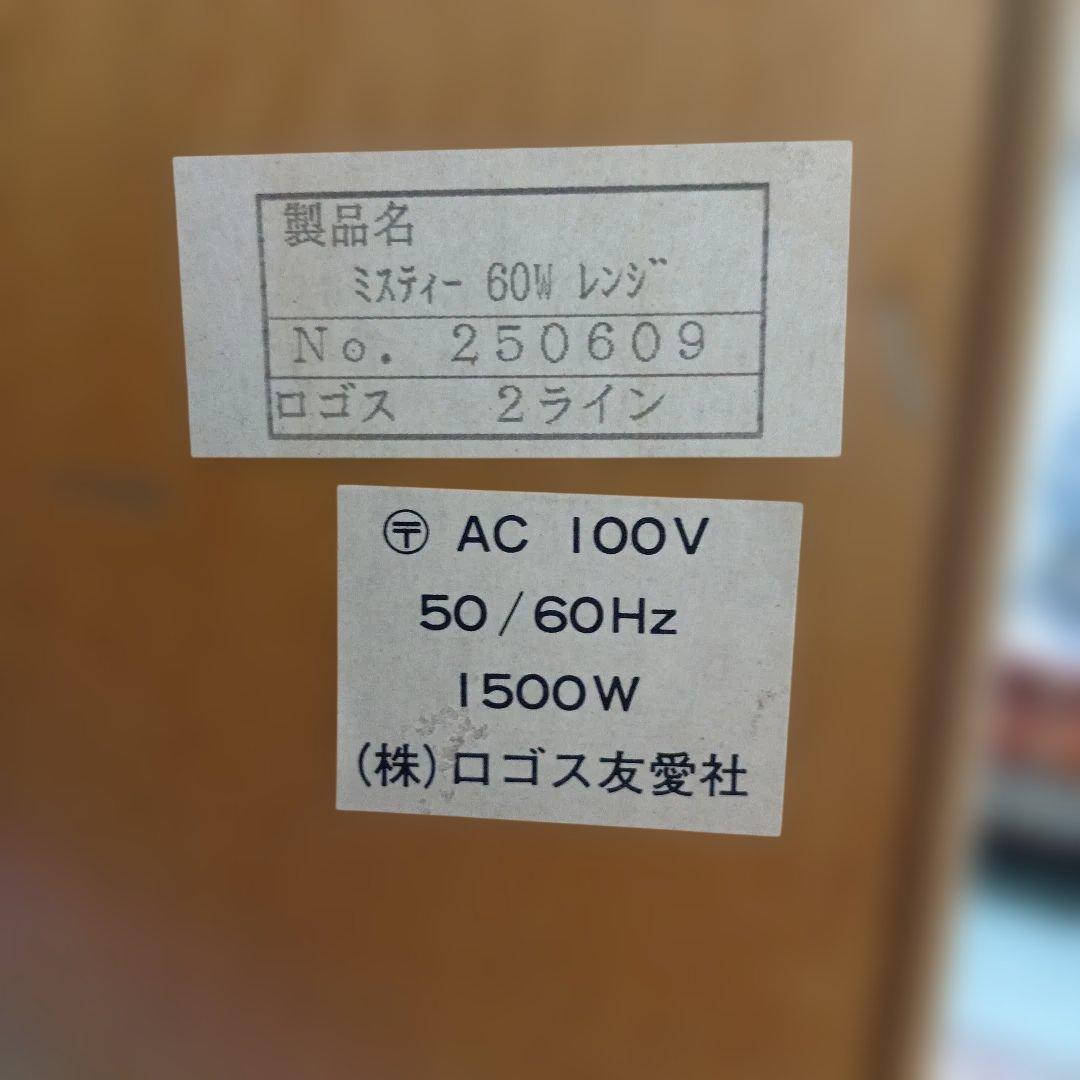 製品名
ﾐｽﾃｨｰ 60W ﾚﾝｼﾞ
No. 250609
ロゴス 2ライン
〶 AC 100V
50/60Hz
1500W
(株)ロゴス友愛社